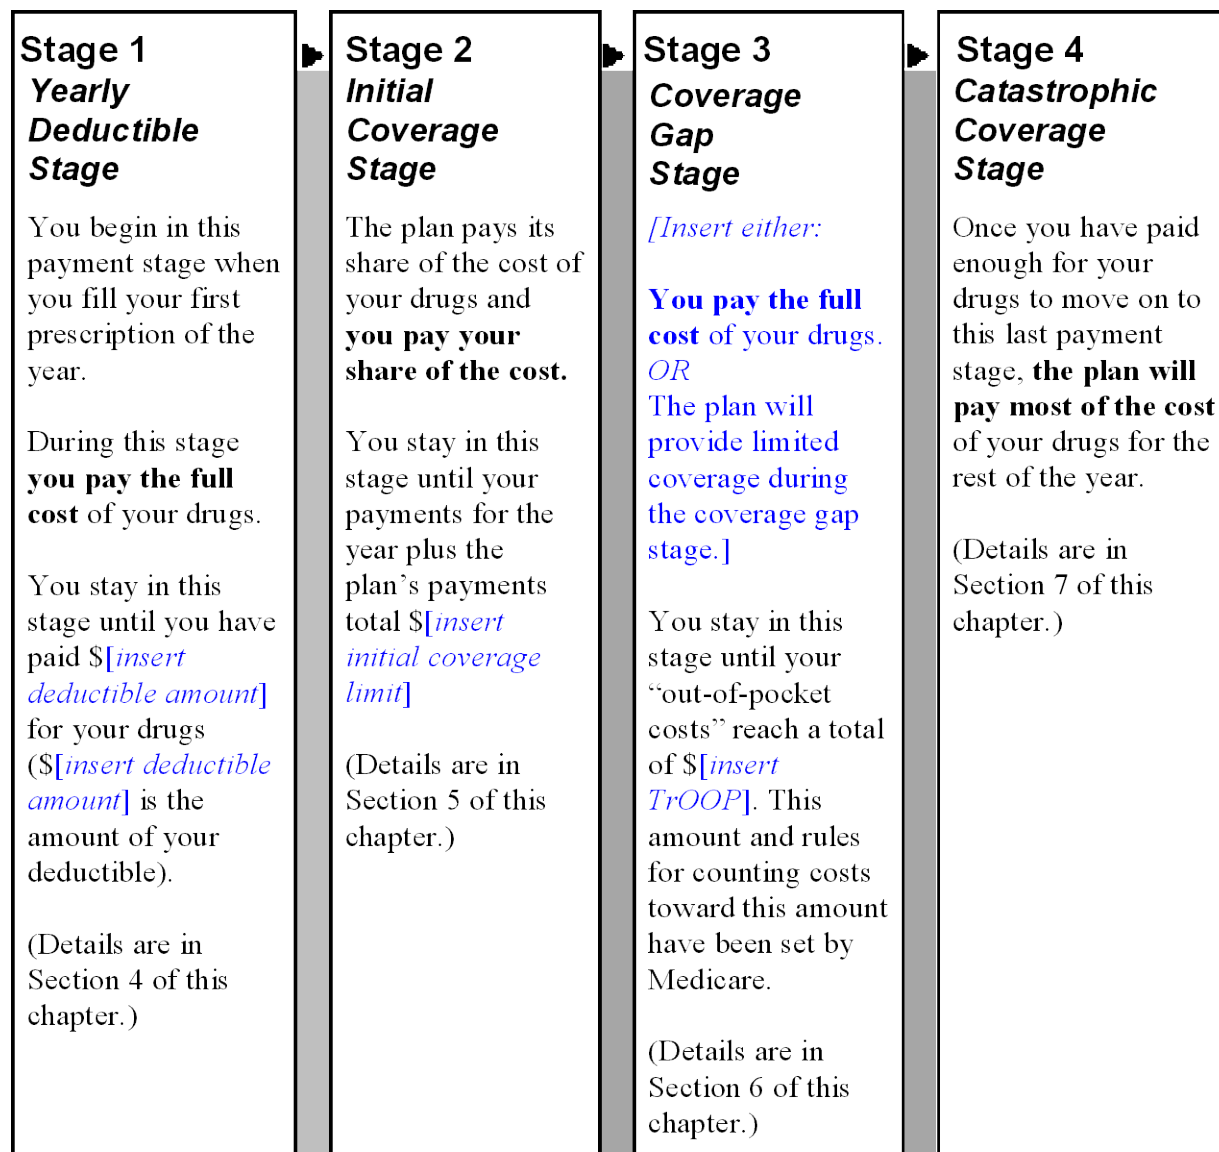 Stage 1
Yearly
Deductible
Stage
You begin in this
payment stage when
you fill your first
prescription of the
year.
During this stage
you pay the full
cost of your drugs.
You stay in this
stage until you have
paid $[insert
deductible amount]
for your drugs
($[insert deductible
amount] is the
amount of your
deductible).
(Details are in
Section 4 of this
chapter.)
Stage 2
Initial
Coverage
Stage
The plan pays its
share of the cost of
your drugs and
you pay your
share of the cost.
You stay in this
stage until your
payments for the
year plus the
plan’s payments
total $[insert
initial coverage
limit]
(Details are in
Section 5 of this
chapter.)
Stage 3
Coverage
Gap
Stage
[Insert either:
You pay the full
cost of your drugs.
OR
The plan will
provide limited
coverage during
the coverage gap
stage.]
You stay in this
stage until your
“out-of-pocket
costs” reach a total
of $[insert
TrOOP]. This
amount and rules
for counting costs
toward this amount
have been set by
Medicare.
(Details are in
Section 6 of this
chapter.)
Stage 4
Catastrophic
Coverage
Stage
Once you have paid
enough for your
drugs to move on to
this last payment
stage, the plan will
pay most of the cost
of your drugs for the
rest of the year.
(Details are in
Section 7 of this
chapter.)